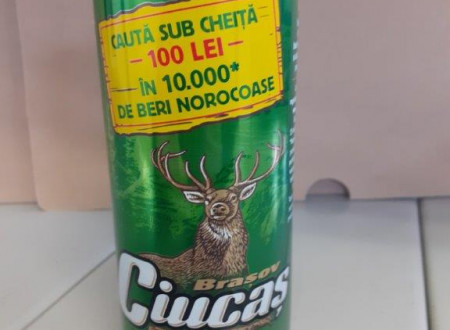 CAUTĂ SUB CHEIȚĂ
- 100 LEI -
ÎN 10.000*
DE BERI NOROCOASE
Brașov
Ciucaș